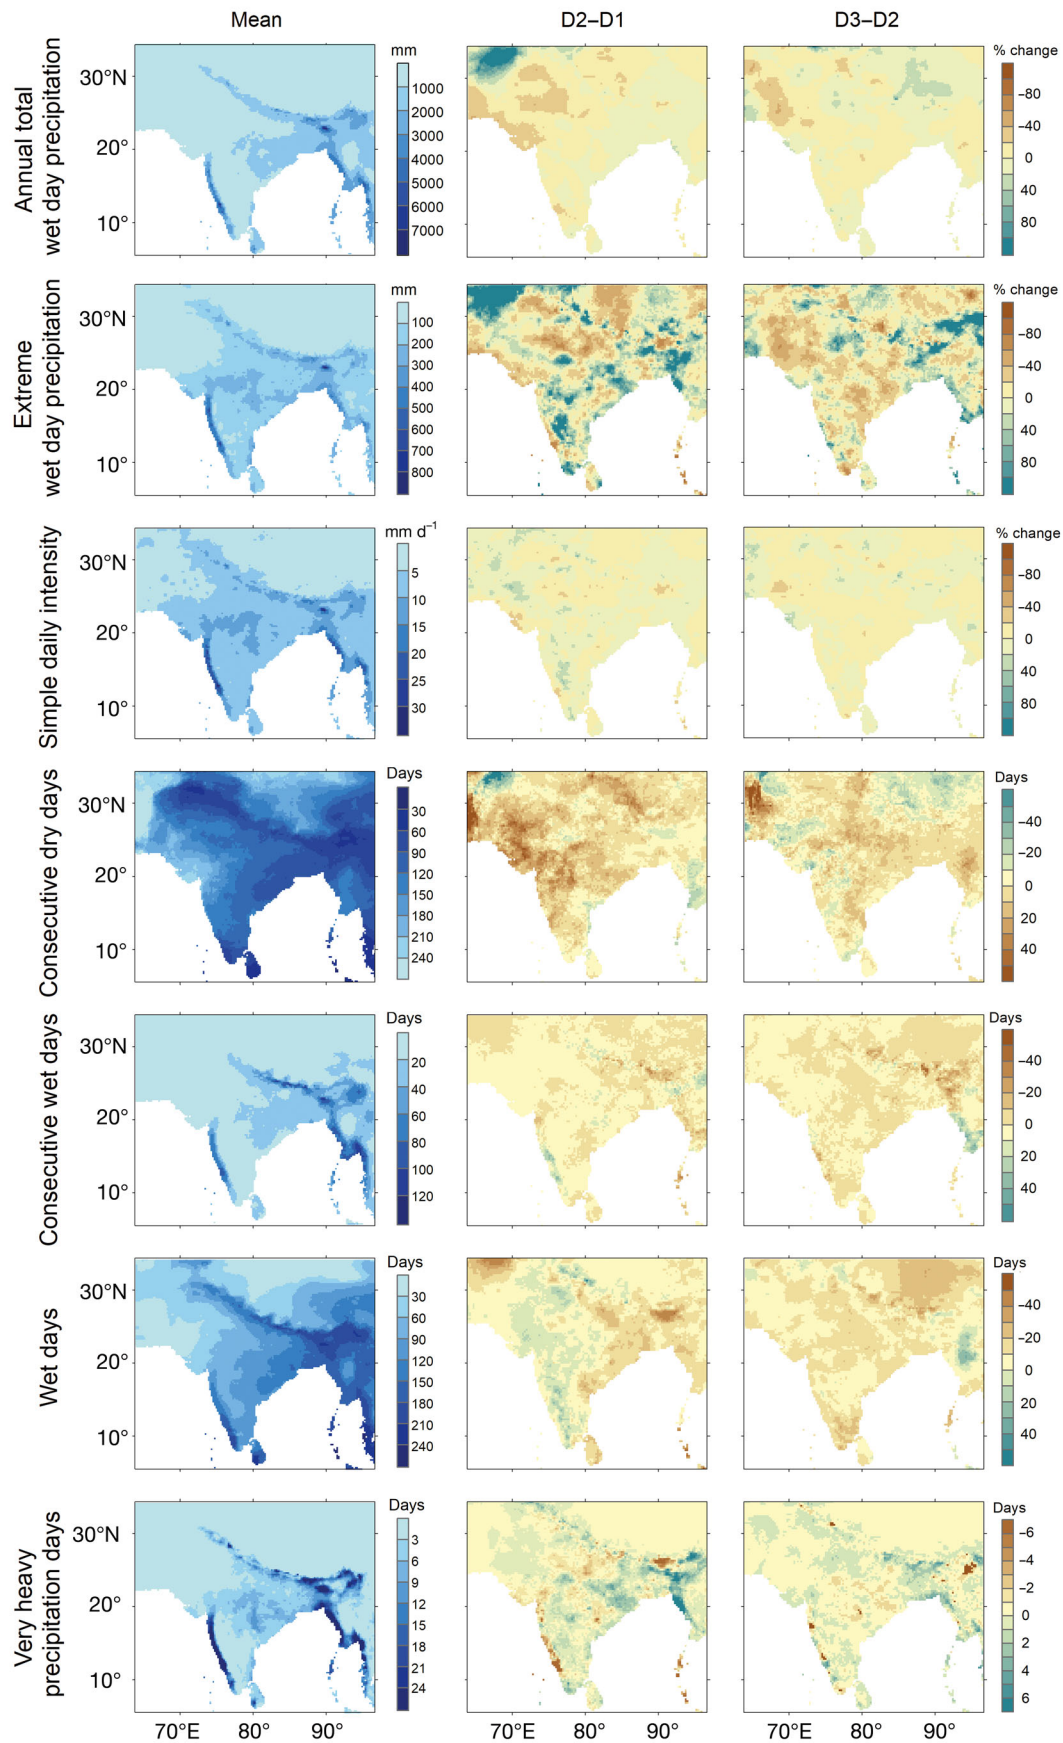 Mean
D2–D1
D3–D2
Annual total
wet day precipitation
30°N
20°
10°
mm
1000
2000
3000
4000
5000
6000
7000
% change
-80
-40
0
40
80
Extreme
wet day precipitation
30°N
20°
10°
mm
100
200
300
400
500
600
700
800
% change
-80
-40
0
40
80
Simple daily intensity
30°N
20°
10°
mm d–1
5
10
15
20
25
30
% change
-80
-40
0
40
80
Consecutive dry days
30°N
20°
10°
Days
30
60
90
120
150
180
210
240
Days
-40
-20
0
20
40
Consecutive wet days
30°N
20°
10°
Days
20
40
60
80
100
120
Days
-40
-20
0
20
40
Wet days
30°N
20°
10°
Days
30
60
90
120
150
180
210
240
Days
-40
-20
0
20
40
Very heavy
precipitation days
30°N
20°
10°
Days
3
6
9
12
15
18
21
24
Days
-6
-4
-2
0
2
4
6
70°E 80° 90°
70°E 80° 90°
70°E 80° 90°